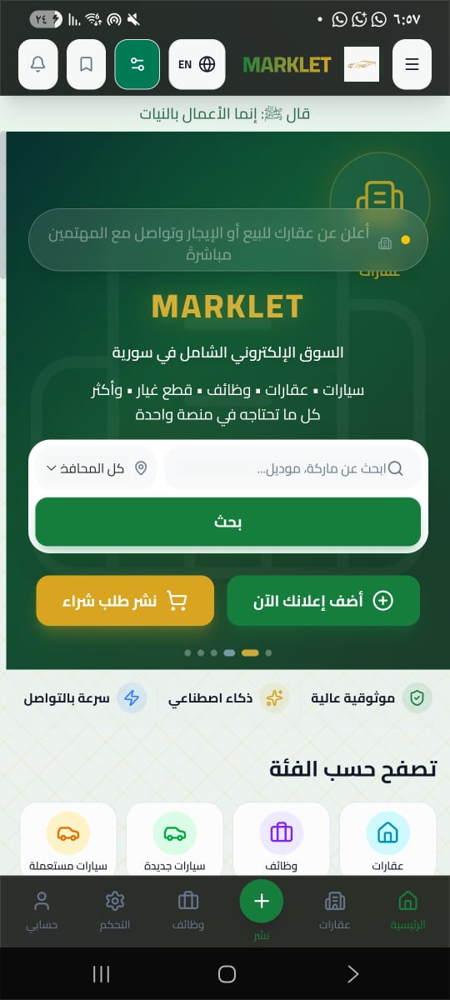 ٦:٥٧
٢٤
MARKLET
EN
قال ﷺ: إنما الأعمال بالنيات
أعلن عن عقارك للبيع أو الإيجار وتواصل مع المهتمين
مباشرةً
عقارات
MARKLET
السوق الإلكتروني الشامل في سورية
سيارات ▪ عقارات ▪ وظائف ▪ قطع غيار ▪ وأكثر
كل ما تحتاجه في منصة واحدة
ابحث عن ماركة، موديل...
كل المحافظ
بحث
أضف إعلانك الآن
نشر طلب شراء
موثوقية عالية
ذكاء اصطناعي
سرعة بالتواصل
تصفح حسب الفئة
عقارات
وظائف
سيارات جديدة
سيارات مستعملة
الرئيسية
عقارات
نشر
وظائف
التحكم
حسابي